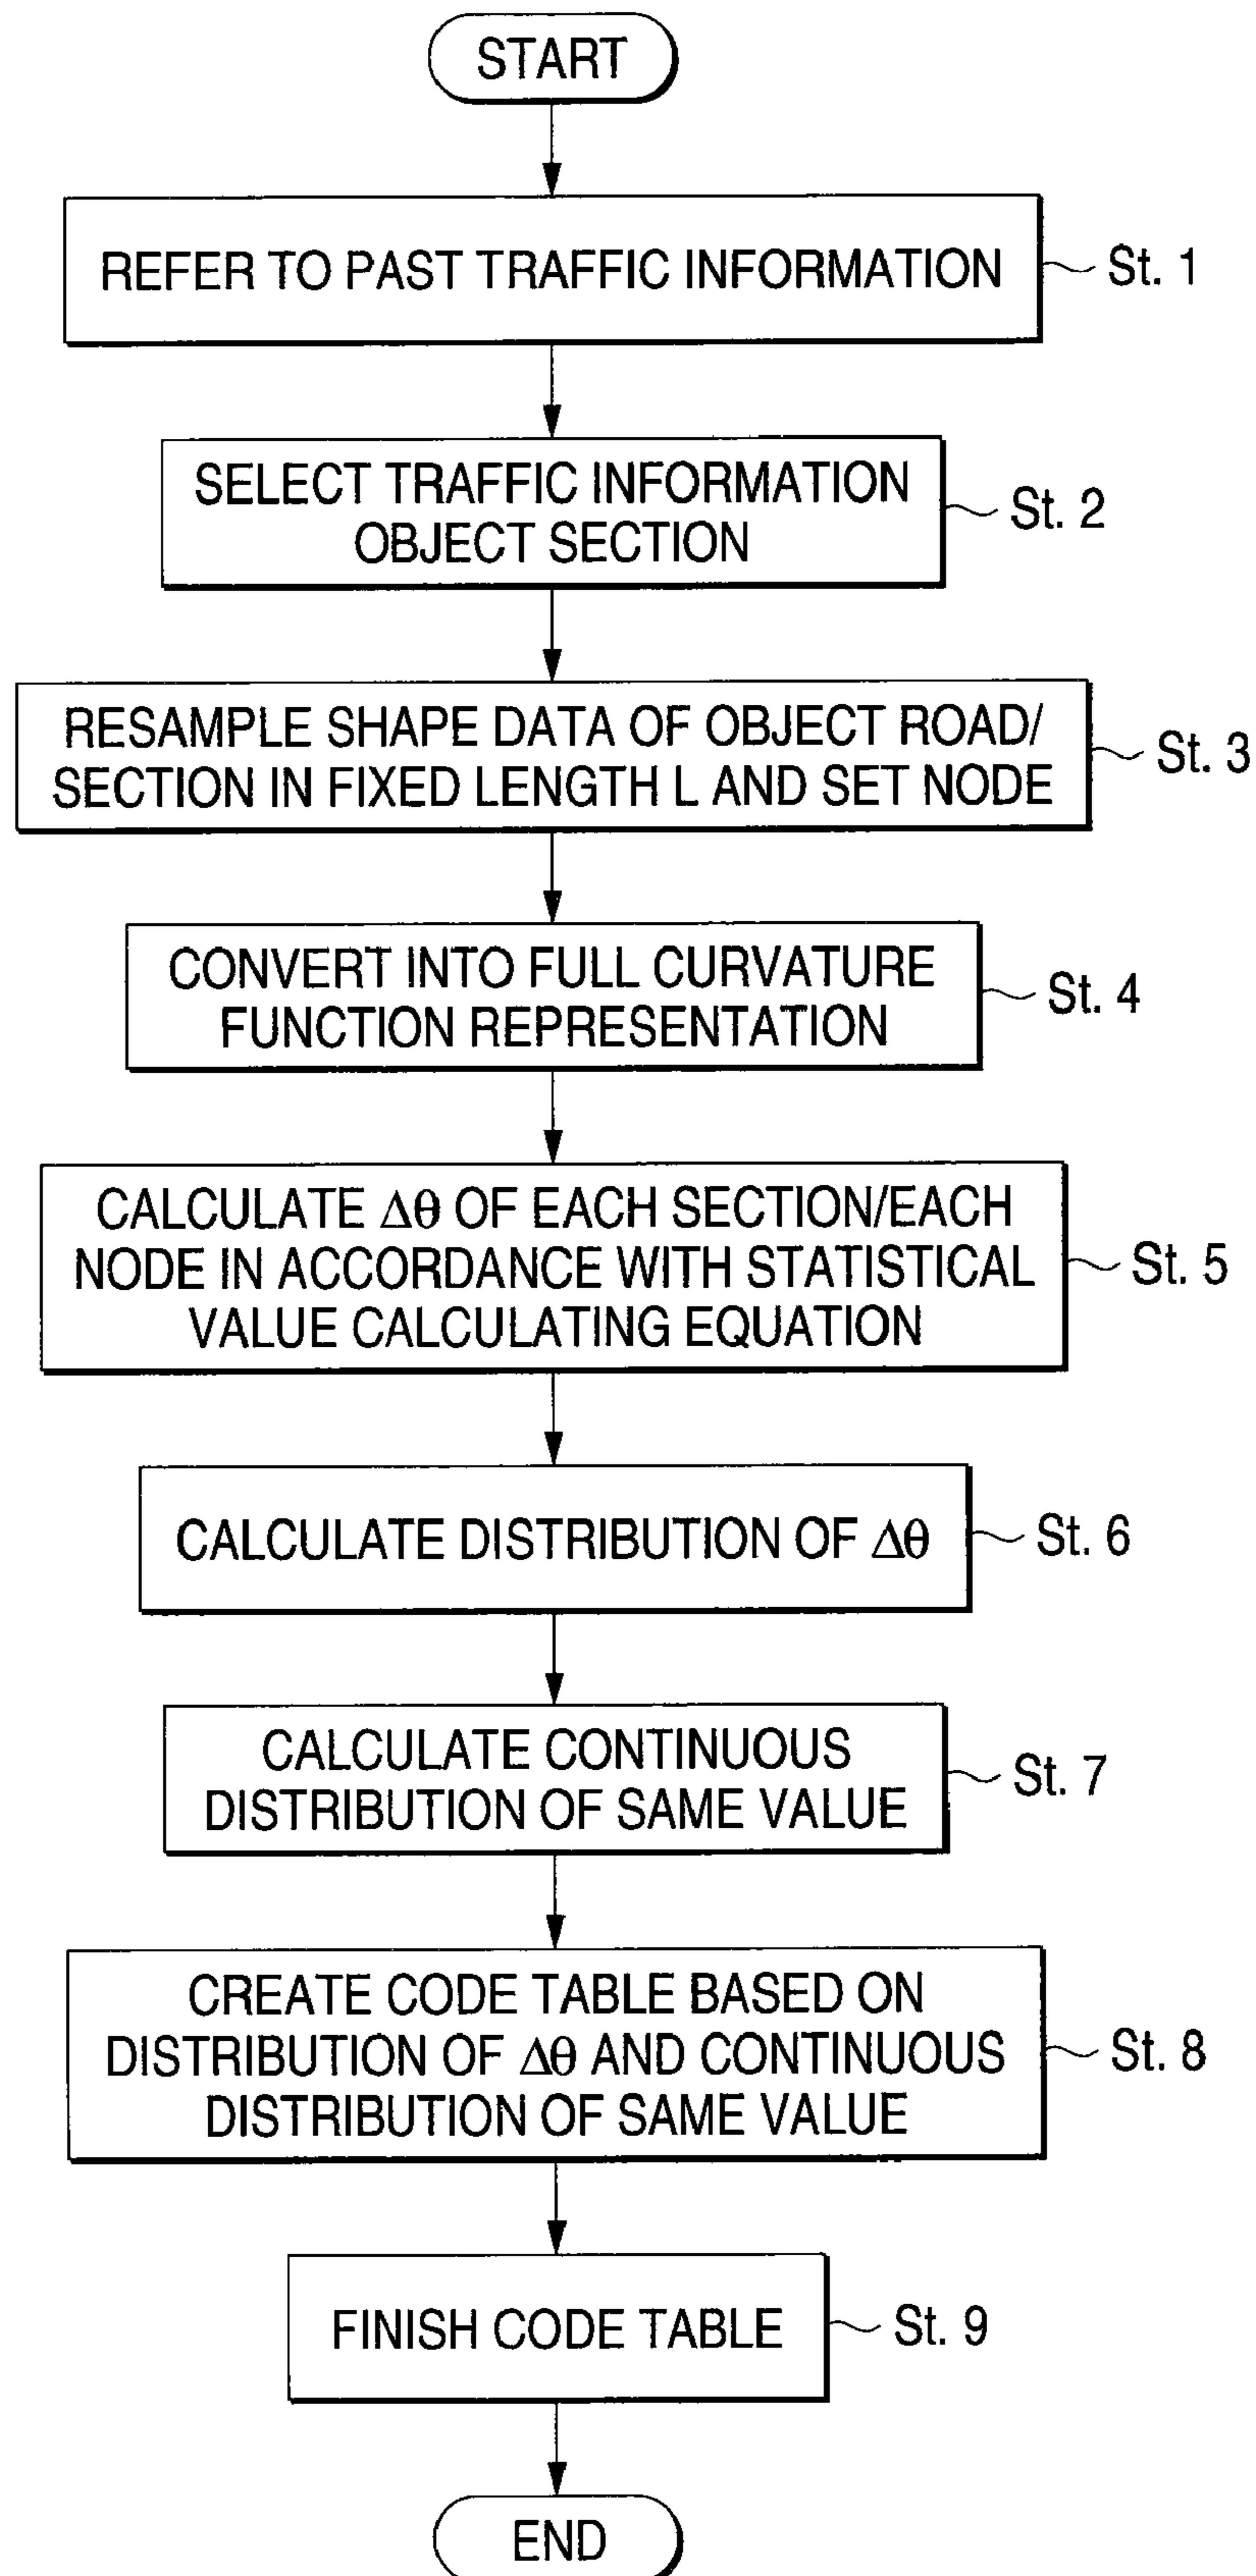 START
REFER TO PAST TRAFFIC INFORMATION
St. 1
SELECT TRAFFIC INFORMATION
OBJECT SECTION
St. 2
RESAMPLE SHAPE DATA OF OBJECT ROAD/
SECTION IN FIXED LENGTH L AND SET NODE
St. 3
CONVERT INTO FULL CURVATURE
FUNCTION REPRESENTATION
St. 4
CALCULATE Δθ OF EACH SECTION/EACH
NODE IN ACCORDANCE WITH STATISTICAL
VALUE CALCULATING EQUATION
St. 5
CALCULATE DISTRIBUTION OF Δθ
St. 6
CALCULATE CONTINUOUS
DISTRIBUTION OF SAME VALUE
St. 7
CREATE CODE TABLE BASED ON
DISTRIBUTION OF Δθ AND CONTINUOUS
DISTRIBUTION OF SAME VALUE
St. 8
FINISH CODE TABLE
St. 9
END